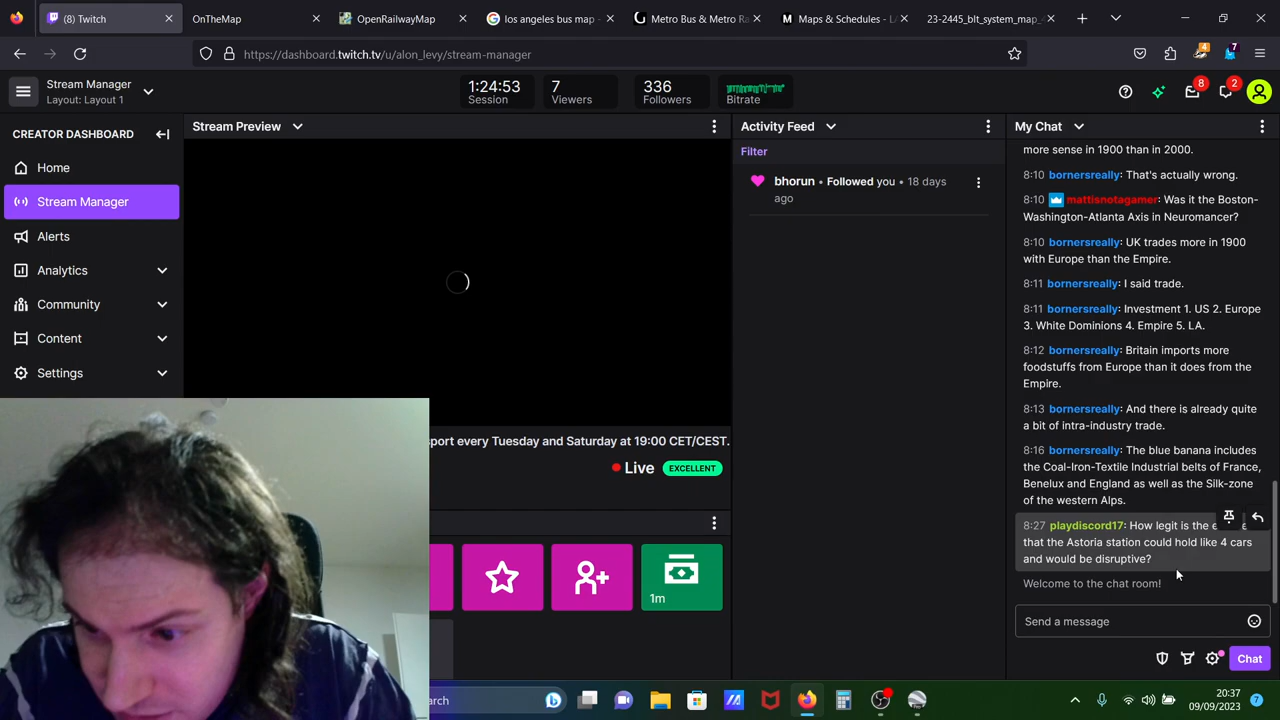 (8) Twitch
OnTheMap
OpenRailwayMap
los angeles bus map -
Metro Bus & Metro Ra
Maps & Schedules - LA
23-2445_blt_system_map_4
https://dashboard.twitch.tv/u/alon_levy/stream-manager
4
7
Stream Manager
Layout: Layout 1
1:24:53
Session
7
Viewers
336
Followers
Bitrate
8
2
CREATOR DASHBOARD
Home
Stream Manager
Alerts
Analytics
Community
Content
Settings
Stream Preview
port every Tuesday and Saturday at 19:00 CET/CEST.
Live
EXCELLENT
1m
Activity Feed
Filter
bhorun • Followed you • 18 days
ago
My Chat
more sense in 1900 than in 2000.
8:10 bornersreally: That's actually wrong.
8:10 mattisnotagamer: Was it the Boston-
Washington-Atlanta Axis in Neuromancer?
8:10 bornersreally: UK trades more in 1900
with Europe than the Empire.
8:11 bornersreally: I said trade.
8:11 bornersreally: Investment 1. US 2. Europe
3. White Dominions 4. Empire 5. LA.
8:12 bornersreally: Britain imports more
foodstuffs from Europe than it does from the
Empire.
8:13 bornersreally: And there is already quite
a bit of intra-industry trade.
8:16 bornersreally: The blue banana includes
the Coal-Iron-Textile Industrial belts of France,
Benelux and England as well as the Silk-zone
of the western Alps.
8:27 playdiscord17: How legit is the
that the Astoria station could hold like 4 cars
and would be disruptive?
Welcome to the chat room!
Send a message
Chat
arch
20:37
09/09/2023